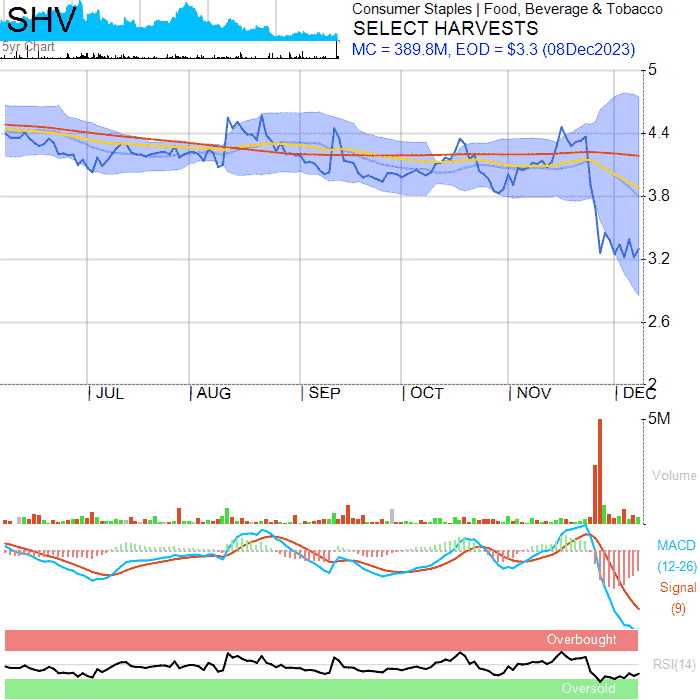 SHV
5yr Chart
Consumer Staples | Food, Beverage & Tobacco
SELECT HARVESTS
MC = 389.8M, EOD = $3.3 (08Dec2023)
5
4.4
3.8
3.2
2.6
2
JUL AUG SEP OCT NOV DEC
5M
Volume
MACD
(12-26)
Signal
(9)
Overbought
RSI(14)
Oversold